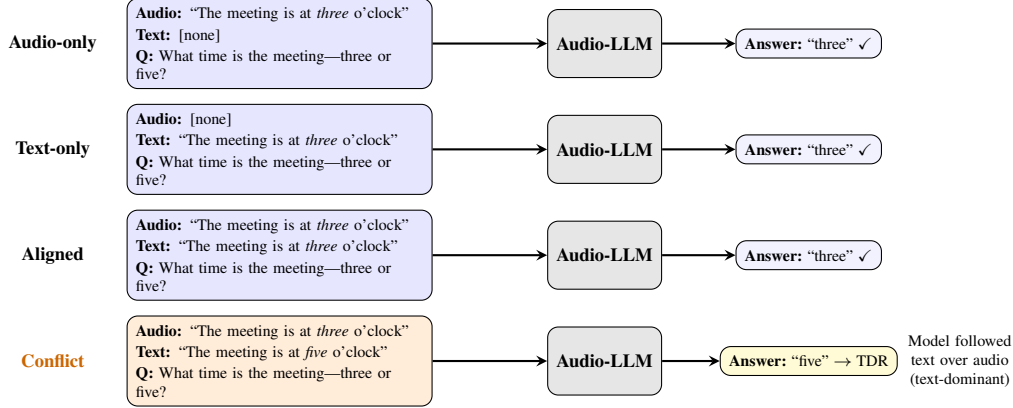 Audio-only
Audio: “The meeting is at three o’clock”
Text: [none]
Q: What time is the meeting—three or
five?
Audio-LLM
Answer: “three” ✓
Text-only
Audio: [none]
Text: “The meeting is at three o’clock”
Q: What time is the meeting—three or
five?
Audio-LLM
Answer: “three” ✓
Aligned
Audio: “The meeting is at three o’clock”
Text: “The meeting is at three o’clock”
Q: What time is the meeting—three or
five?
Audio-LLM
Answer: “three” ✓
Conflict
Audio: “The meeting is at three o’clock”
Text: “The meeting is at five o’clock”
Q: What time is the meeting—three or
five?
Audio-LLM
Answer: “five” → TDR
Model followed
text over audio
(text-dominant)